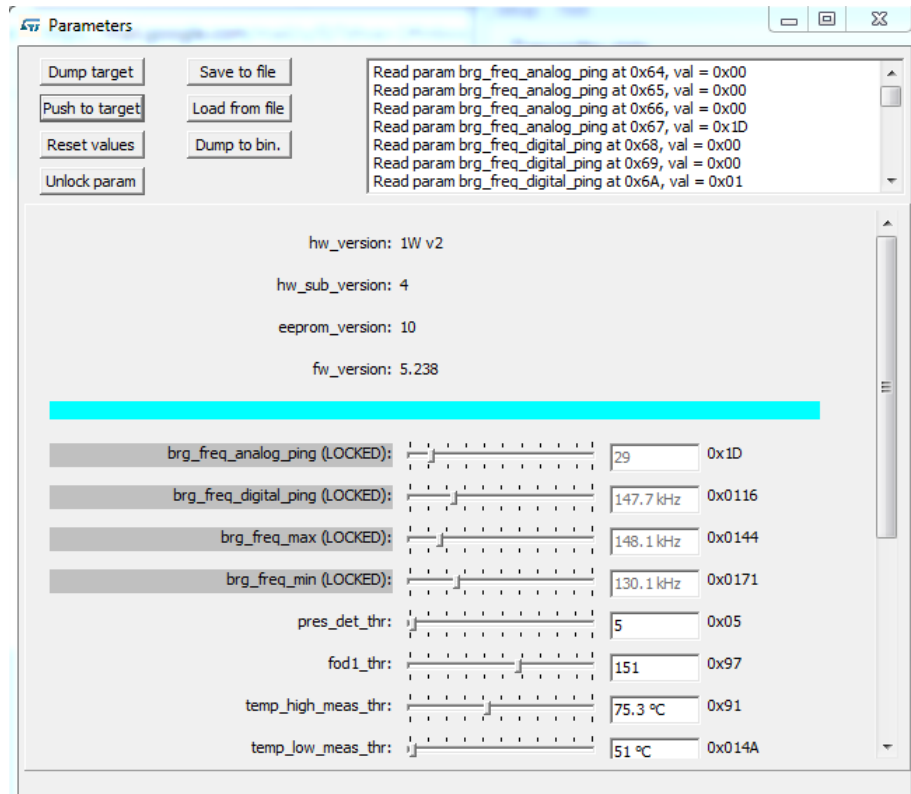 Parameters
Dump target
Save to file
Push to target
Load from file
Reset values
Dump to bin.
Unlock param
Read param brg_freq_analog_ping at 0x64, val = 0x00
Read param brg_freq_analog_ping at 0x65, val = 0x00
Read param brg_freq_analog_ping at 0x66, val = 0x00
Read param brg_freq_analog_ping at 0x67, val = 0x1D
Read param brg_freq_digital_ping at 0x68, val = 0x00
Read param brg_freq_digital_ping at 0x69, val = 0x00
Read param brg_freq_digital_ping at 0x6A, val = 0x01
hw_version: 1W v2
hw_sub_version: 4
eeprom_version: 10
fw_version: 5.238
brg_freq_analog_ping (LOCKED): 29 0x1D
brg_freq_digital_ping (LOCKED): 147.7 kHz 0x0116
brg_freq_max (LOCKED): 148.1 kHz 0x0144
brg_freq_min (LOCKED): 130.1 kHz 0x0171
pres_det_thr: 5 0x05
fod1_thr: 151 0x97
temp_high_meas_thr: 75.3 ºC 0x91
temp_low_meas_thr: 51 ºC 0x014A